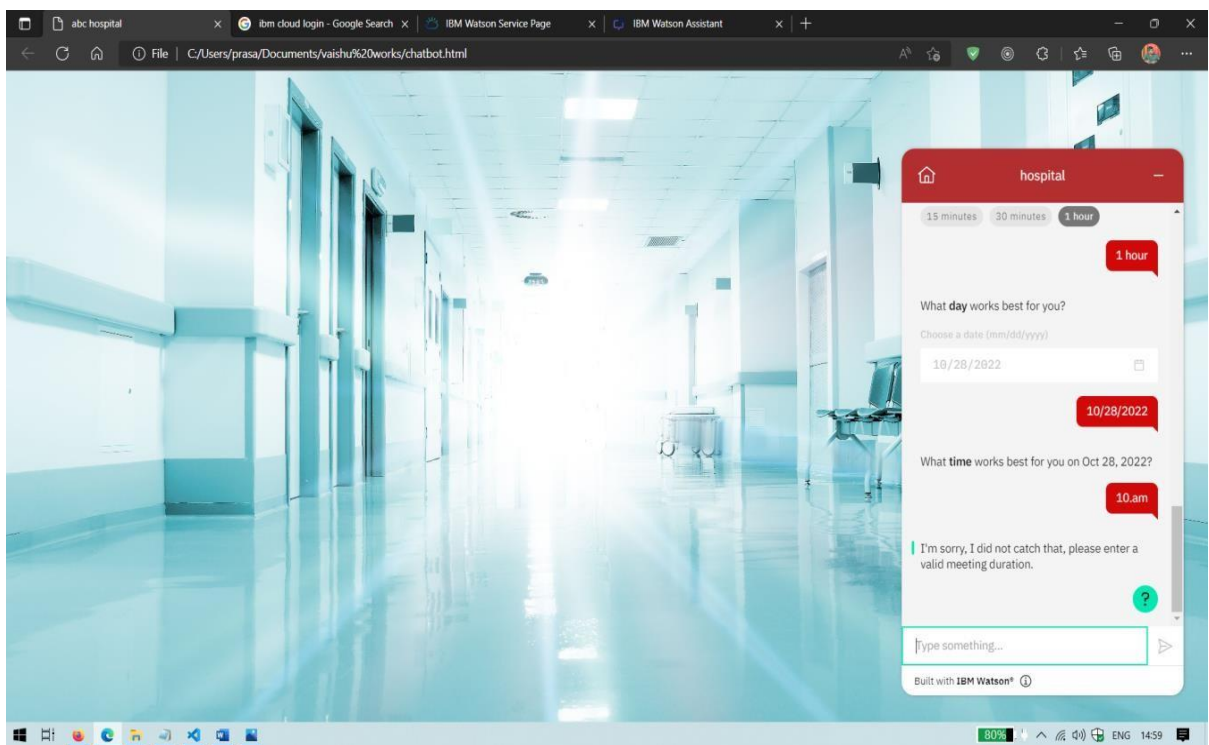 abc hospital
ibm cloud login - Google Search
IBM Watson Service Page
IBM Watson Assistant
File
C:/Users/prasa/Documents/vaishu%20works/chatbot.html
hospital
15 minutes 30 minutes 1 hour
1 hour
What day works best for you?
Choose a date (mm/dd/yyyy)
10/28/2022
10/28/2022
What time works best for you on Oct 28, 2022?
10.am
I'm sorry, I did not catch that, please enter a
valid meeting duration.
?
Type something...
Built with IBM Watson®
80%
ENG
14:59